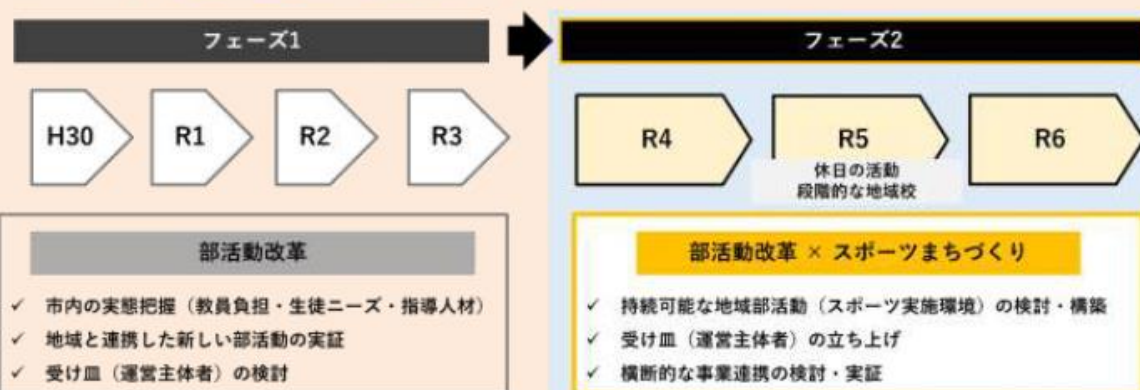 フェーズ1
フェーズ2
H30
R1
R2
R3
R4
R5
R6
休日の活動
段階的な地域校
部活動改革
✓ 市内の実態把握（教員負担・生徒ニーズ・指導人材）
✓ 地域と連携した新しい部活動の実証
✓ 受け皿（運営主体者）の検討
部活動改革 × スポーツまちづくり
✓ 持続可能な地域部活動（スポーツ実施環境）の検討・構築
✓ 受け皿（運営主体者）の立ち上げ
✓ 横断的な事業連携の検討・実証